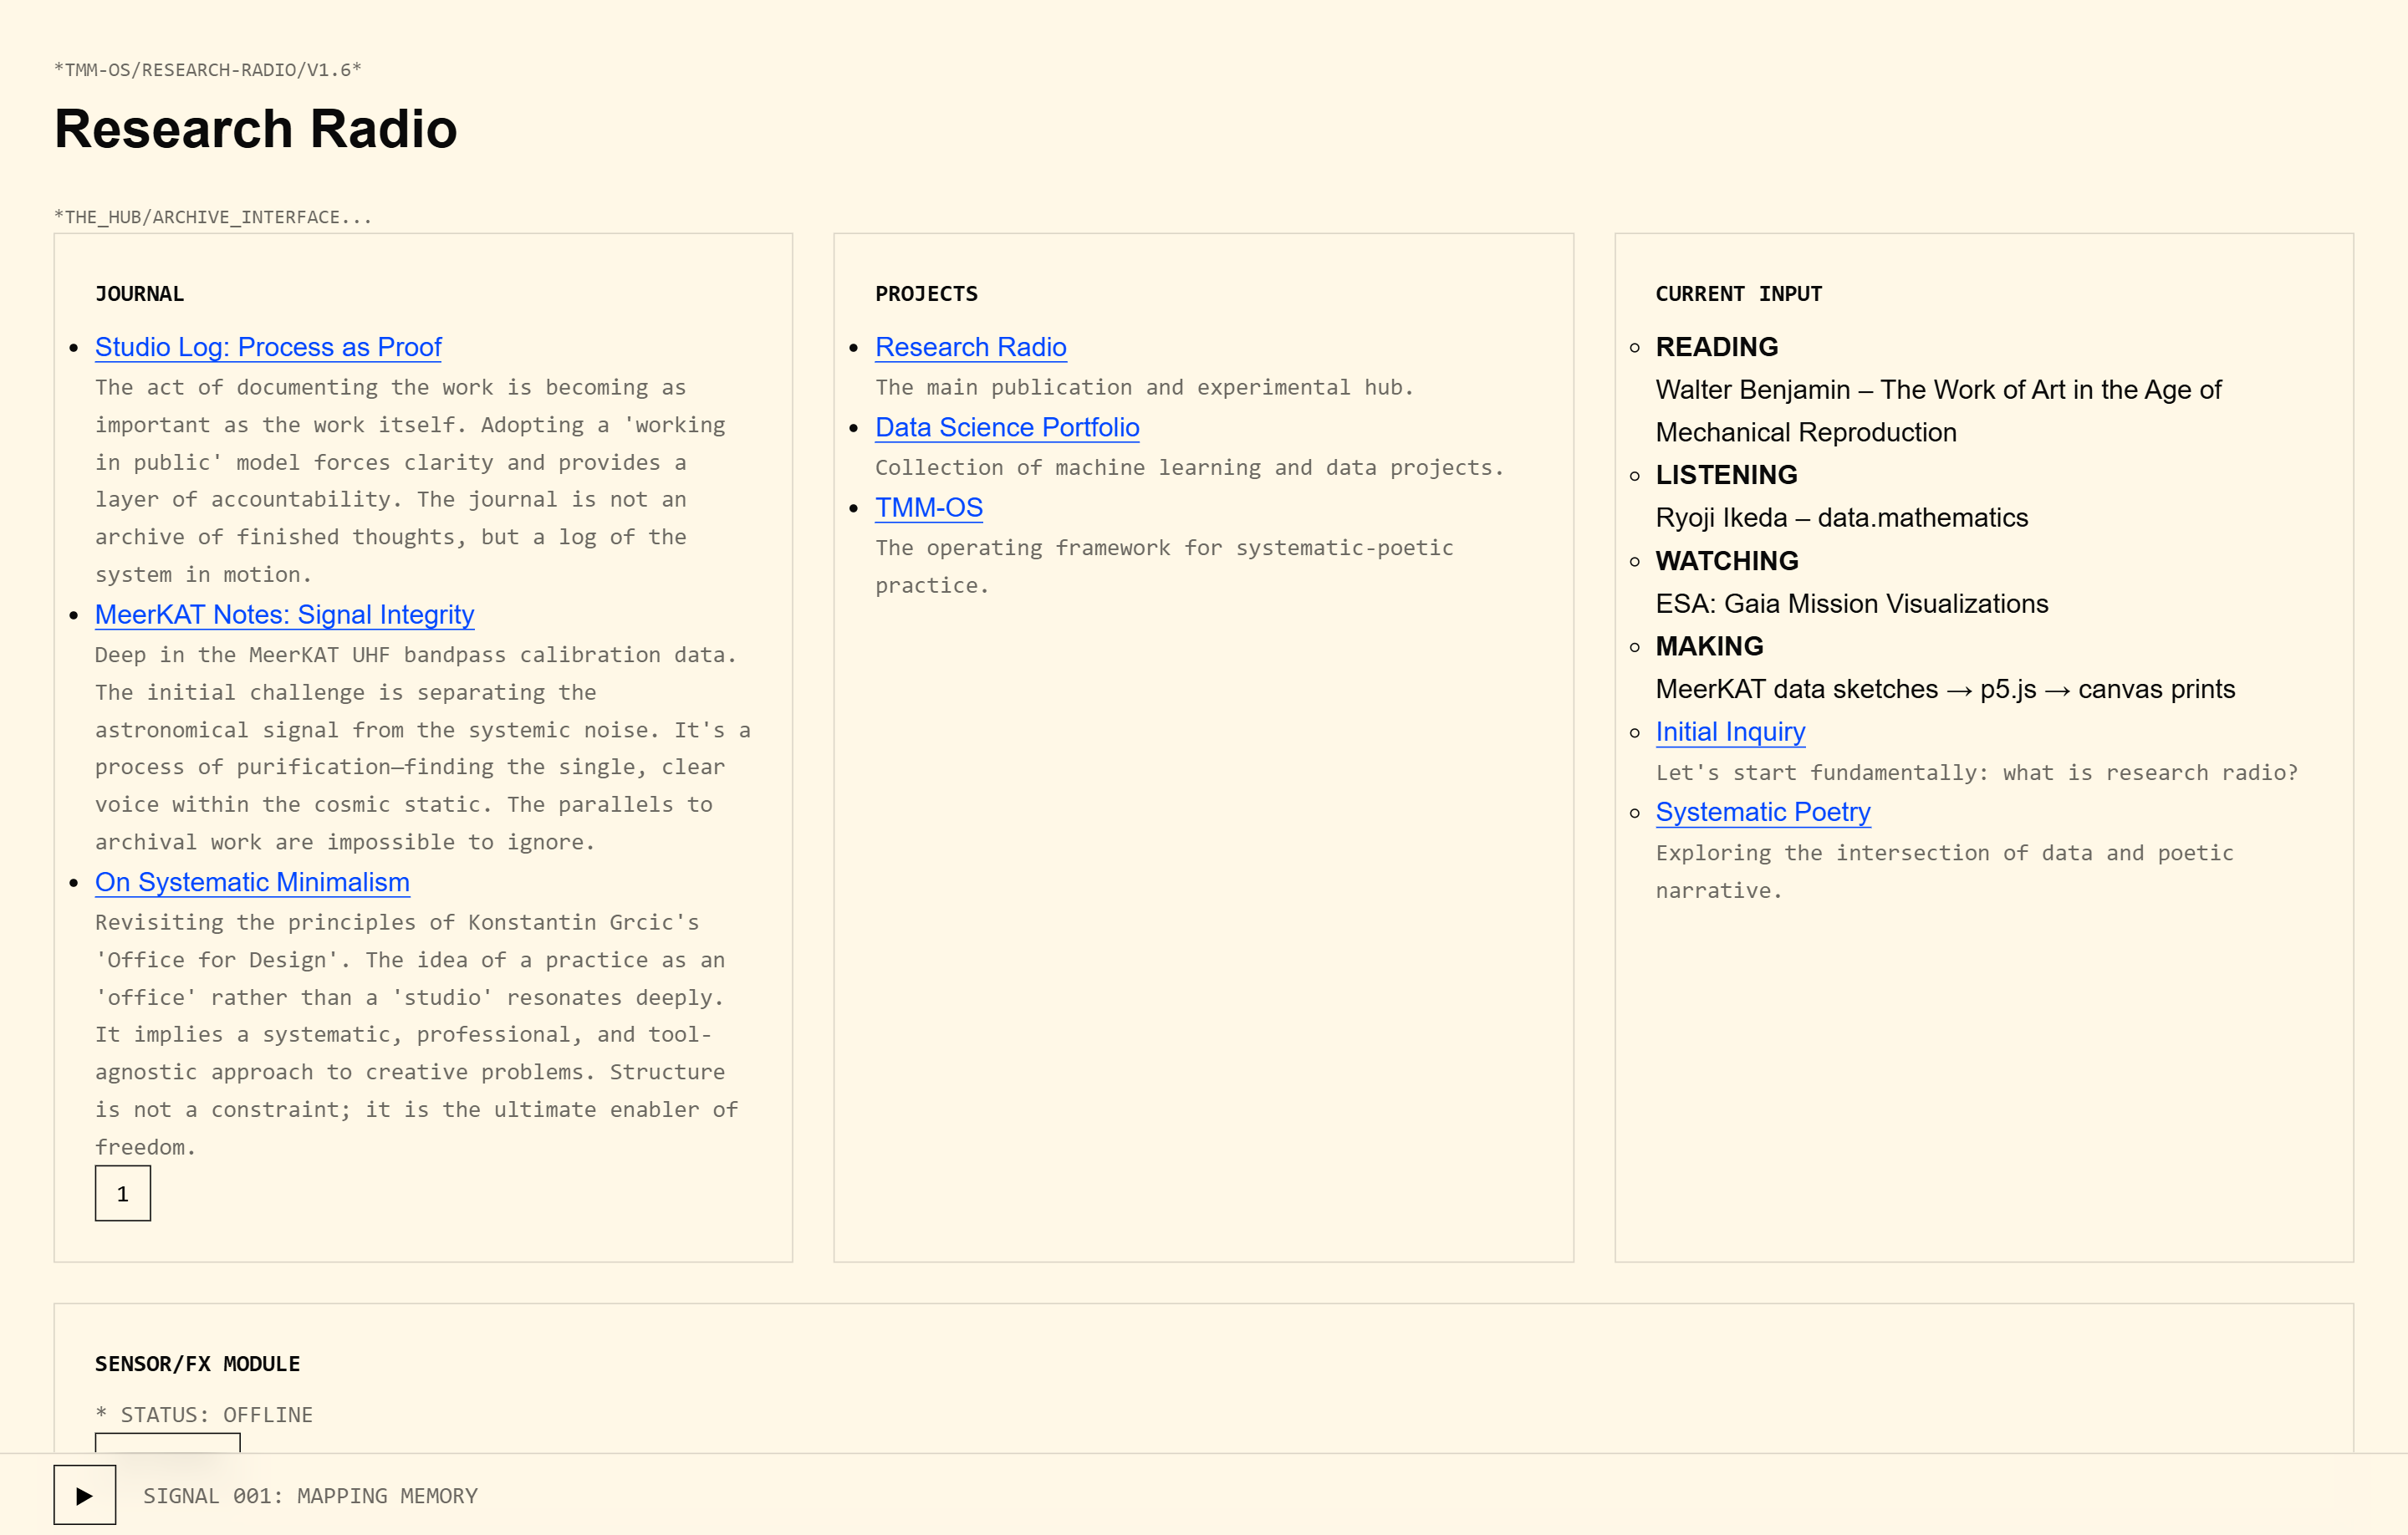 *TMM-OS/RESEARCH-RADIO/V1.6*
Research Radio
*THE_HUB/ARCHIVE_INTERFACE...
JOURNAL
Studio Log: Process as Proof
The act of documenting the work is becoming as
important as the work itself. Adopting a 'working
in public' model forces clarity and provides a
layer of accountability. The journal is not an
archive of finished thoughts, but a log of the
system in motion.
MeerKAT Notes: Signal Integrity
Deep in the MeerKAT UHF bandpass calibration data.
The initial challenge is separating the
astronomical signal from the systemic noise. It's a
process of purification—finding the single, clear
voice within the cosmic static. The parallels to
archival work are impossible to ignore.
On Systematic Minimalism
Revisiting the principles of Konstantin Grcic's
'Office for Design'. The idea of a practice as an
'office' rather than a 'studio' resonates deeply.
It implies a systematic, professional, and tool-
agnostic approach to creative problems. Structure
is not a constraint; it is the ultimate enabler of
freedom.
1
PROJECTS
Research Radio
The main publication and experimental hub.
Data Science Portfolio
Collection of machine learning and data projects.
TMM-OS
The operating framework for systematic-poetic
practice.
CURRENT INPUT
READING
Walter Benjamin – The Work of Art in the Age of
Mechanical Reproduction
LISTENING
Ryoji Ikeda – data.mathematics
WATCHING
ESA: Gaia Mission Visualizations
MAKING
MeerKAT data sketches → p5.js → canvas prints
Initial Inquiry
Let's start fundamentally: what is research radio?
Systematic Poetry
Exploring the intersection of data and poetic
narrative.
SENSOR/FX MODULE
* STATUS: OFFLINE
SIGNAL 001: MAPPING MEMORY